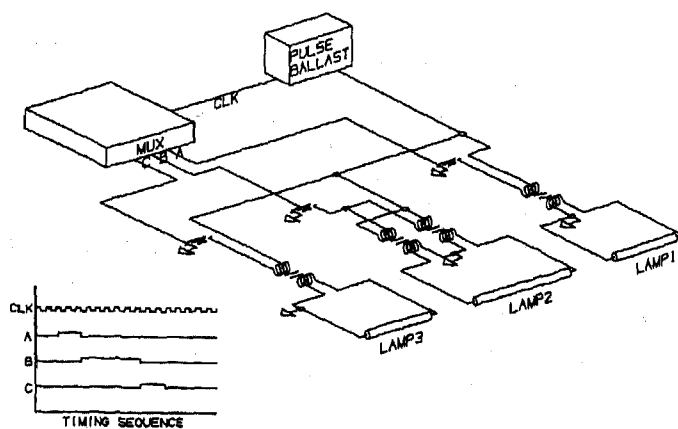 PULSE
BALLAST
CLK
MUX
C B A
LAMP1
LAMP2
LAMP3
CLK
A
B
C
TIMING SEQUENCE